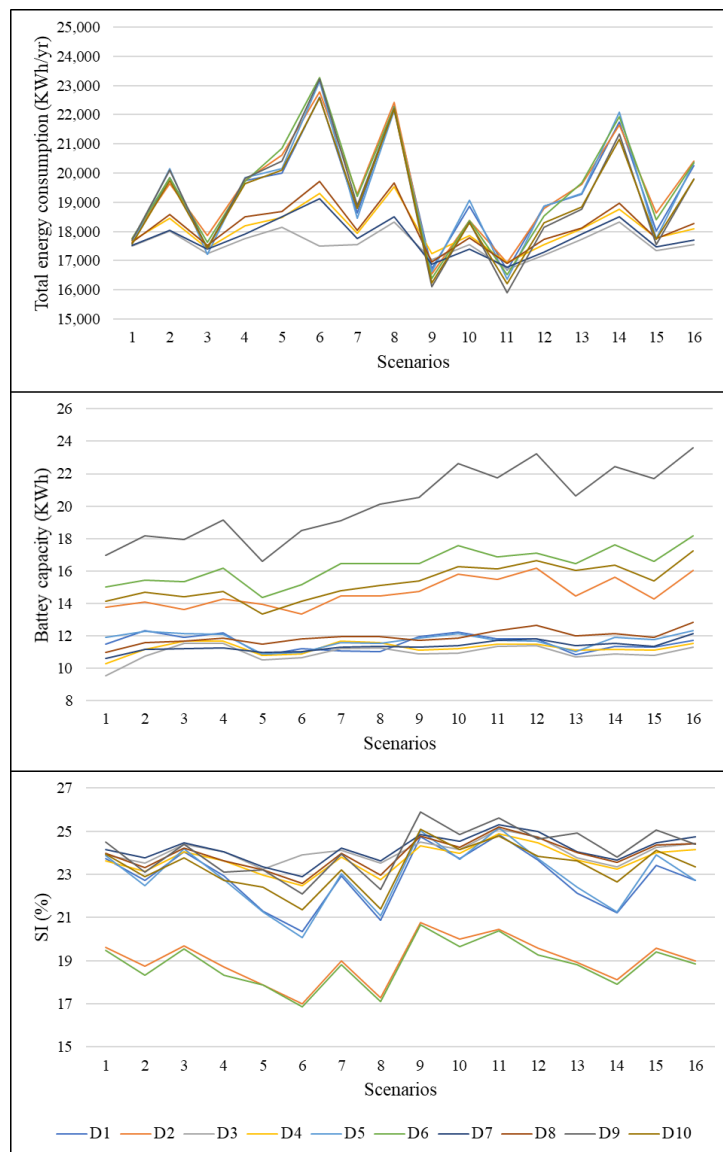 25,000
24,000
23,000
22,000
21,000
20,000
19,000
18,000
17,000
16,000
15,000
Total energy consumption (KWh/yr)
1 2 3 4 5 6 7 8 9 10 11 12 13 14 15 16
Scenarios
26
24
22
20
18
16
14
12
10
8
Battey capacity (KWh)
1 2 3 4 5 6 7 8 9 10 11 12 13 14 15 16
Scenarios
27
25
23
21
19
17
15
SI (%)
1 2 3 4 5 6 7 8 9 10 11 12 13 14 15 16
Scenarios
D1 D2 D3 D4 D5 D6 D7 D8 D9 D10